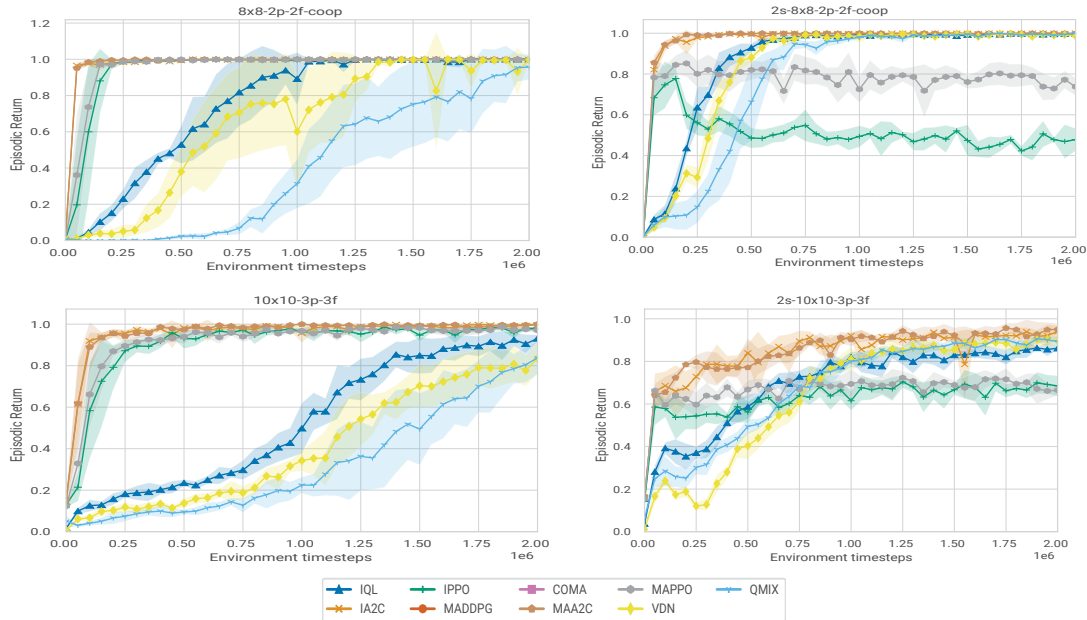 8x8-2p-2f-coop
1.2
1.0
0.8
0.6
0.4
0.2
0.0
Episodic Return
0.00 0.25 0.50 0.75 1.00 1.25 1.50 1.75 2.00
Environment timesteps
1e6
2s-8x8-2p-2f-coop
1.0
0.8
0.6
0.4
0.2
0.0
Episodic Return
0.00 0.25 0.50 0.75 1.00 1.25 1.50 1.75 2.00
Environment timesteps
1e6
10x10-3p-3f
1.0
0.8
0.6
0.4
0.2
0.0
Episodic Return
0.00 0.25 0.50 0.75 1.00 1.25 1.50 1.75 2.00
Environment timesteps
1e6
2s-10x10-3p-3f
1.0
0.8
0.6
0.4
0.2
0.0
Episodic Return
0.00 0.25 0.50 0.75 1.00 1.25 1.50 1.75 2.00
Environment timesteps
1e6
IQL IPPO COMA MAPPO QMIX
IA2C MADDPG MAA2C VDN